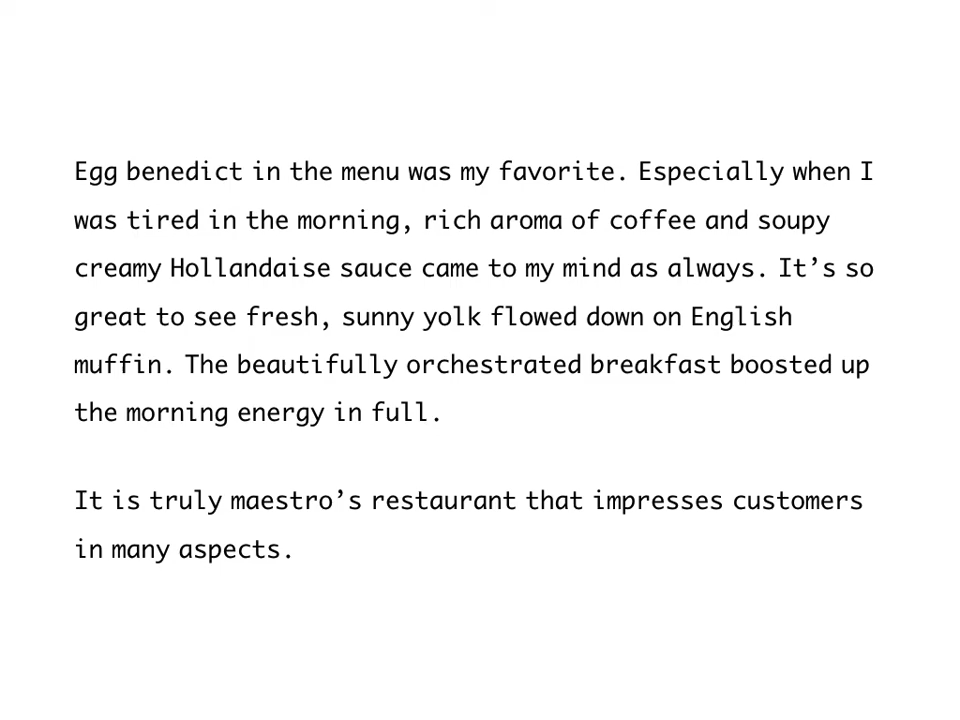 Egg benedict in the menu was my favorite. Especially when I
was tired in the morning, rich aroma of coffee and soupy
creamy Hollandaise sauce came to my mind as always. It’s so
great to see fresh, sunny yolk flowed down on English
muffin. The beautifully orchestrated breakfast boosted up
the morning energy in full.
It is truly maestro’s restaurant that impresses customers
in many aspects.